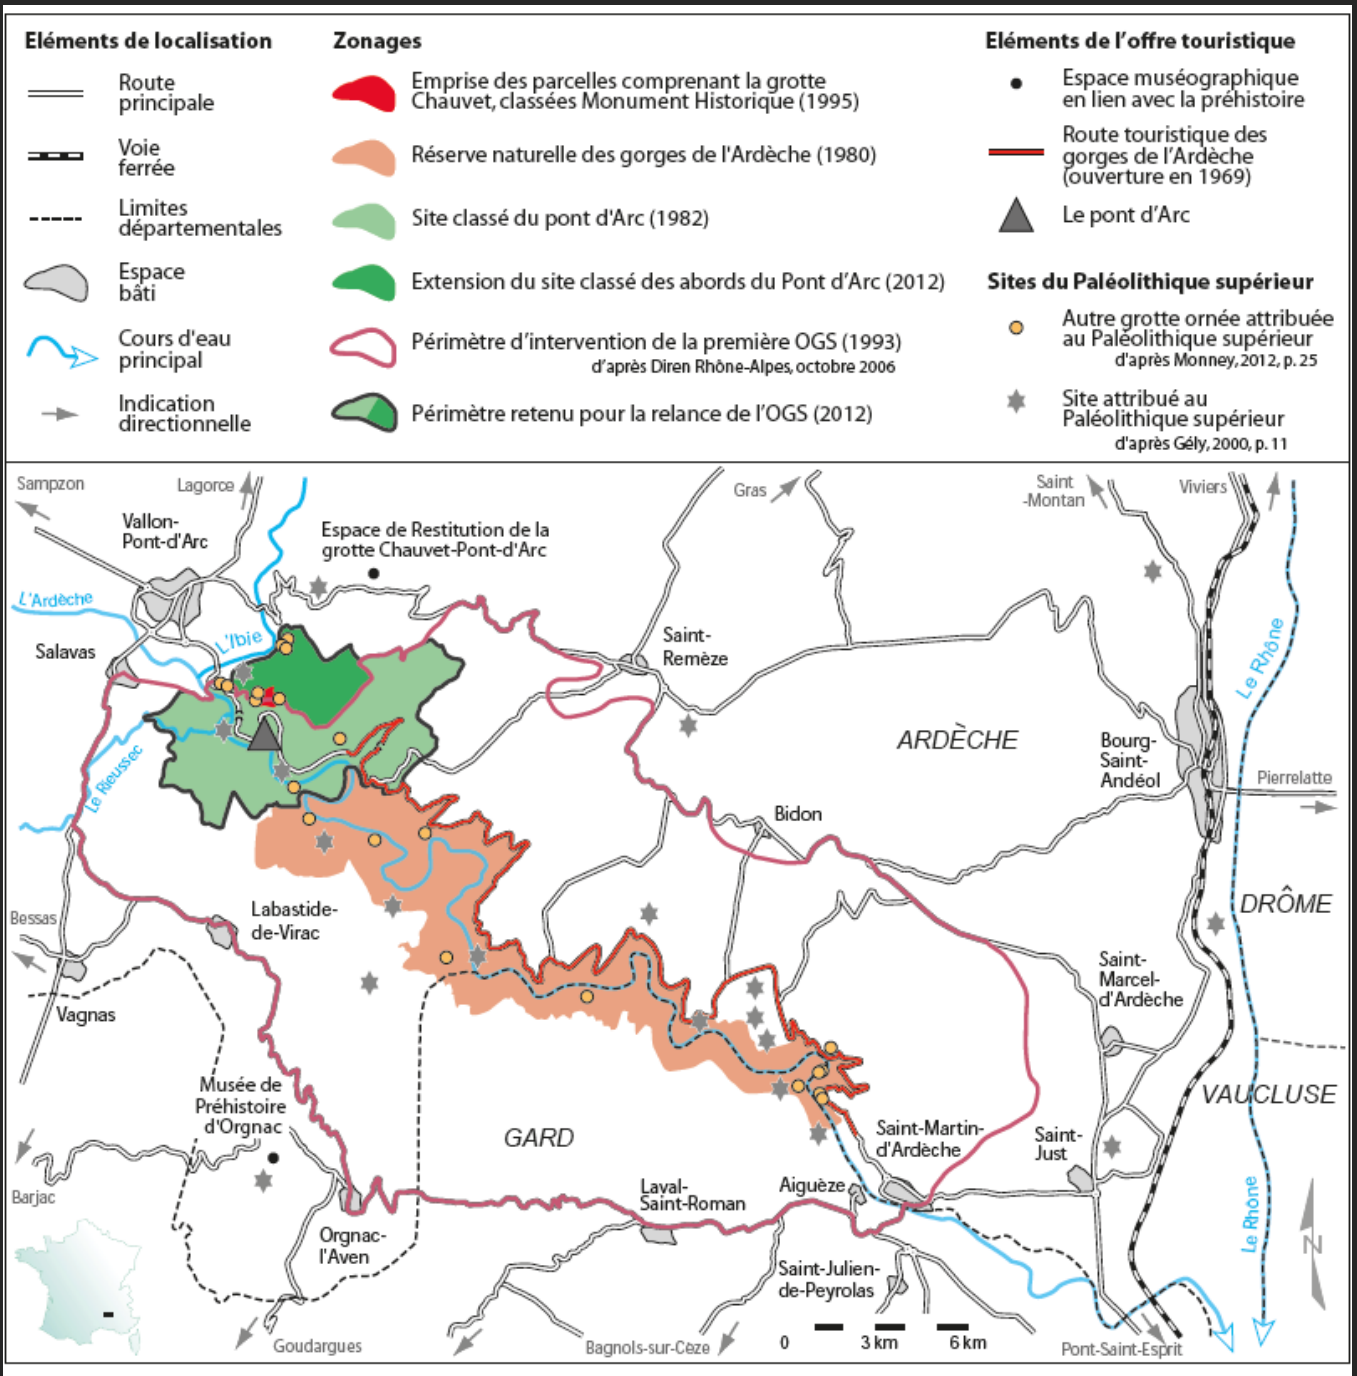 Eléments de localisation
Route
principale
Voie
ferrée
Limites
départementales
Espace
bâti
Cours d'eau
principal
Indication
directionnelle
Zonages
Emprise des parcelles comprenant la grotte
Chauvet, classées Monument Historique (1995)
Réserve naturelle des gorges de l'Ardèche (1980)
Site classé du pont d'Arc (1982)
Extension du site classé des abords du Pont d'Arc (2012)
Périmètre d'intervention de la première OGS (1993)
d'après Diren Rhône-Alpes, octobre 2006
Périmètre retenu pour la relance de l'OGS (2012)
Eléments de l'offre touristique
Espace muséographique
en lien avec la préhistoire
Route touristique des
gorges de l'Ardèche
(ouverture en 1969)
Le pont d'Arc
Sites du Paléolithique supérieur
Autre grotte ornée attribuée
au Paléolithique supérieur
d'après Monney, 2012, p. 25
Site attribué au
Paléolithique supérieur
d'après Gély, 2000, p. 11
Sampzon
Lagorce
Gras
Saint
-Montan
Viviers
Vallon-
Pont-d'Arc
Espace de Restitution de la
grotte Chauvet-Pont-d'Arc
L'Ardèche
L'Ibie
Salavas
Saint-
Remèze
Le Rhône
ARDÈCHE
Bourg-
Saint-
Andéol
Pierrelatte
Le Rieussec
Bidon
DRÔME
Bessas
Labastide-
de-Virac
Saint-
Marcel-
d'Ardèche
Vagnas
Musée de
Préhistoire
d'Orgnac
VAUCLUSE
GARD
Saint-Martin-
d'Ardèche
Saint-
Just
Barjac
Laval-
Saint-Roman
Aiguèze
Le Rhône
Orgnac-
l'Aven
Saint-Julien-
de-Peyrolas
N
Goudargues
Bagnols-sur-Cèze
0 3 km 6 km
Pont-Saint-Esprit